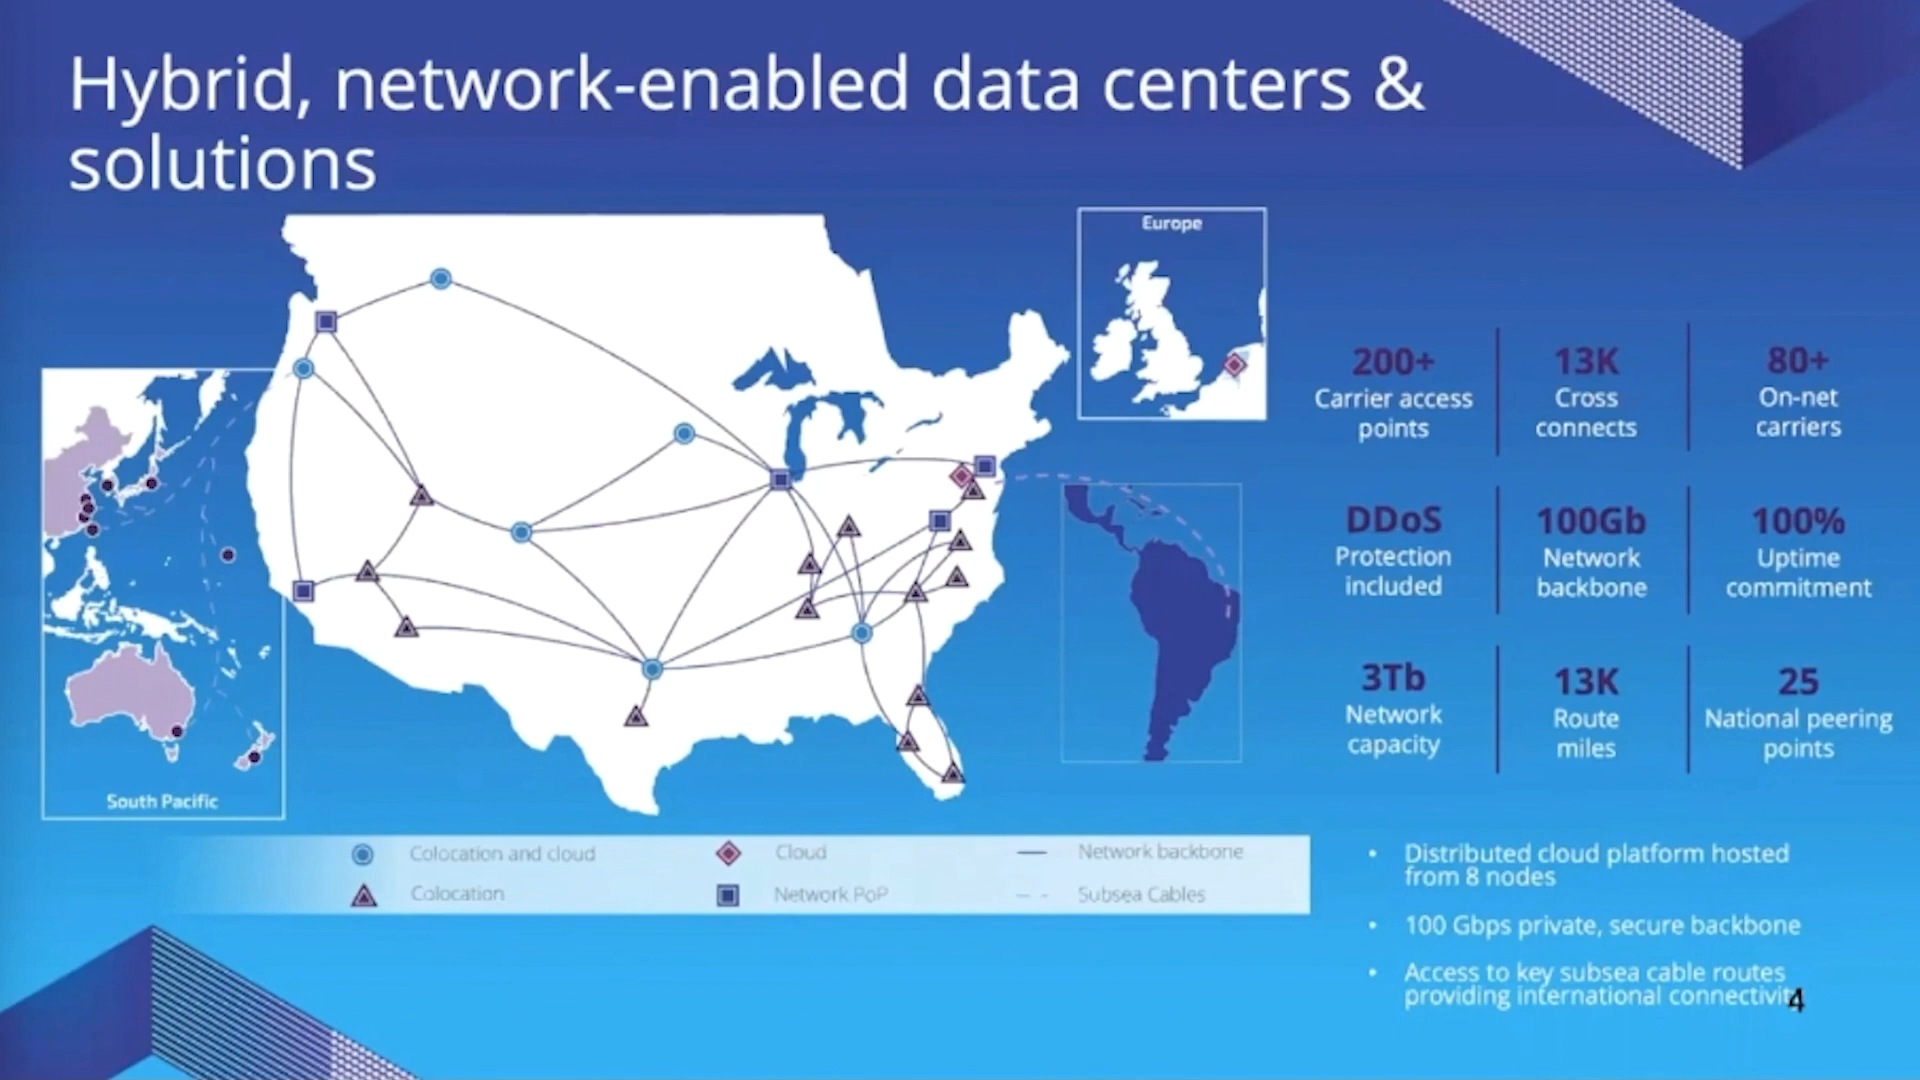 Hybrid, network-enabled data centers &
solutions
Europe
South Pacific
200+
Carrier access
points
13K
Cross
connects
80+
On-net
carriers
DDoS
Protection
included
100Gb
Network
backbone
100%
Uptime
commitment
3Tb
Network
capacity
13K
Route
miles
25
National peering
points
Colocation and cloud
Cloud
Network backbone
Colocation
Network PoP
Subsea Cables
• Distributed cloud platform hosted
from 8 nodes
• 100 Gbps private, secure backbone
• Access to key subsea cable routes
providing international connectivity
4